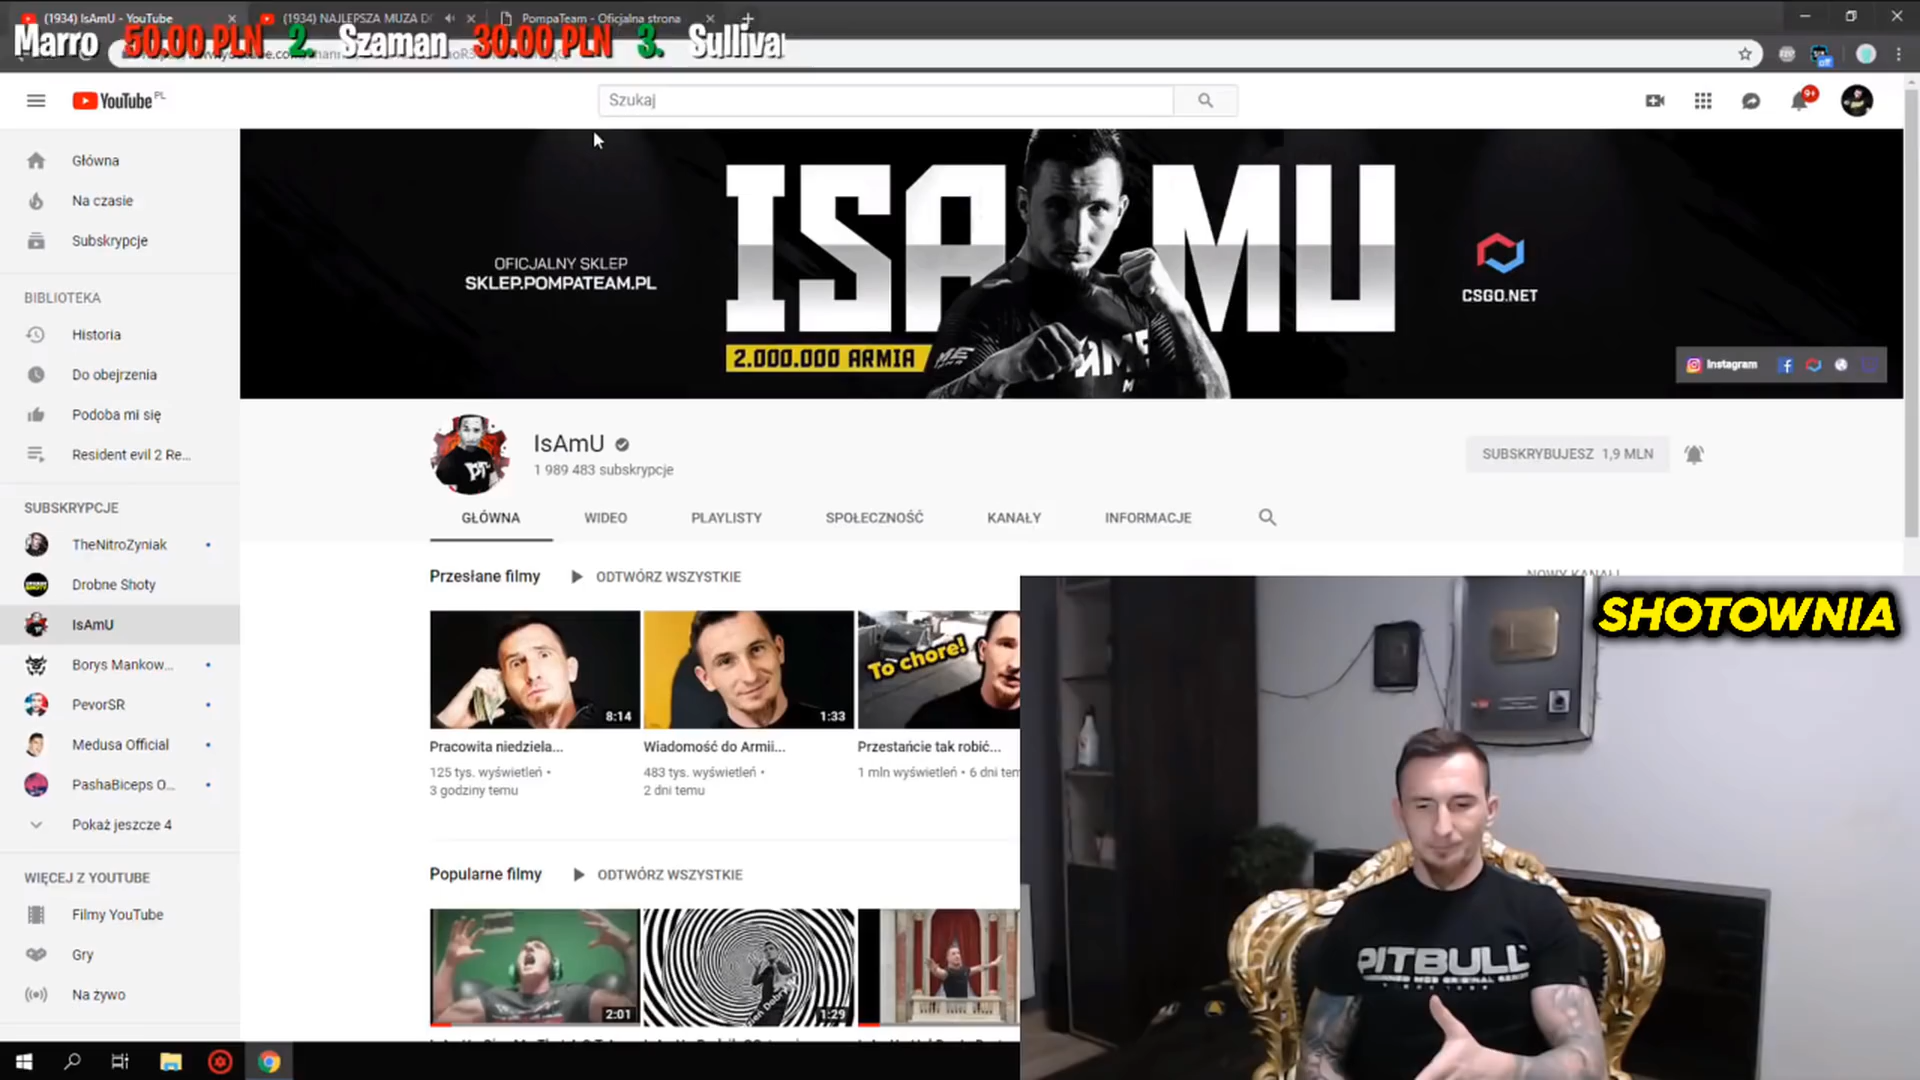 (1934) IsAmU - YouTube
(1934) NAJLEPSZA MUZA D
PompaTeam - Oficjalna strona
Marro 50.00 PLN 2. Szaman 30.00 PLN 3. Sulliva
YouTube PL
Szukaj
9+
Główna
Na czasie
Subskrypcje
BIBLIOTEKA
Historia
Do obejrzenia
Podoba mi się
Resident evil 2 Re...
SUBSKRYPCJE
TheNitroZyniak
Drobne Shoty
IsAmU
Borys Mankow...
PevorSR
Medusa Official
PashaBiceps O...
Pokaż jeszcze 4
WIĘCEJ Z YOUTUBE
Filmy YouTube
Gry
Na żywo
OFICJALNY SKLEP
SKLEP.POMPATEAM.PL
ISAMU
2.000.000 ARMIA
CSGO.NET
Instagram
IsAmU
1 989 483 subskrypcje
SUBSKRYBUJESZ 1,9 MLN
GŁÓWNA
WIDEO
PLAYLISTY
SPOŁECZNOŚĆ
KANAŁY
INFORMACJE
Przesłane filmy
ODTWÓRZ WSZYSTKIE
8:14
1:33
To chore!
Pracowita niedziela...
125 tys. wyświetleń •
3 godziny temu
Wiadomość do Armii...
483 tys. wyświetleń •
2 dni temu
Przestańcie tak robić...
1 mln wyświetleń • 6 dni tem
Popularne filmy
ODTWÓRZ WSZYSTKIE
2:01
1:29
SHOTOWNIA
PITBULL